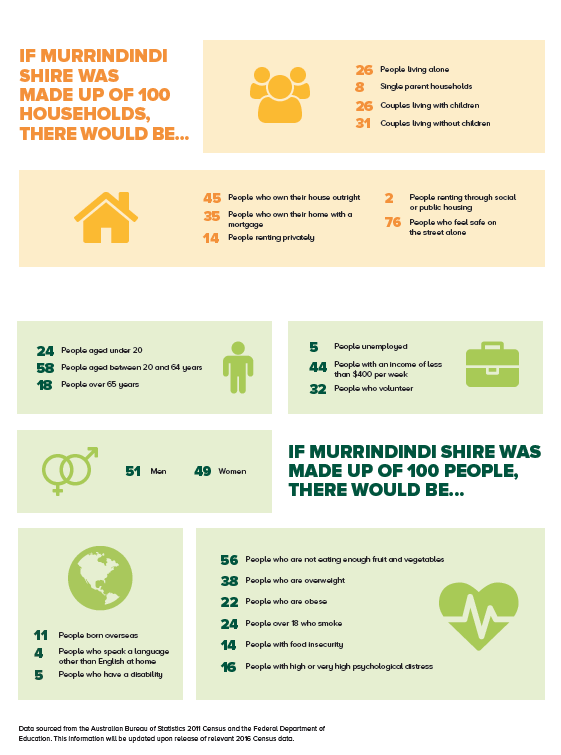 IF MURRINDINDI
SHIRE WAS
MADE UP OF 100
HOUSEHOLDS,
THERE WOULD BE...
26 People living alone
8 Single parent households
26 Couples living with children
31 Couples living without children
45 People who own their house outright
35 People who own their home with a
mortgage
14 People renting privately
2 People renting through social
or public housing
76 People who feel safe on
the street alone
24 People aged under 20
58 People aged between 20 and 64 years
18 People over 65 years
5 People unemployed
44 People with an income of less
than $400 per week
32 People who volunteer
51 Men 49 Women
IF MURRINDINDI SHIRE WAS
MADE UP OF 100 PEOPLE,
THERE WOULD BE...
11 People born overseas
4 People who speak a language
other than English at home
5 People who have a disability
56 People who are not eating enough fruit and vegetables
38 People who are overweight
22 People who are obese
24 People over 18 who smoke
14 People with food insecurity
16 People with high or very high psychological distress
Data sourced from the Australian Bureau of Statistics 2011 Census and the Federal Department of
Education. This information will be updated upon release of relevant 2016 Census data.